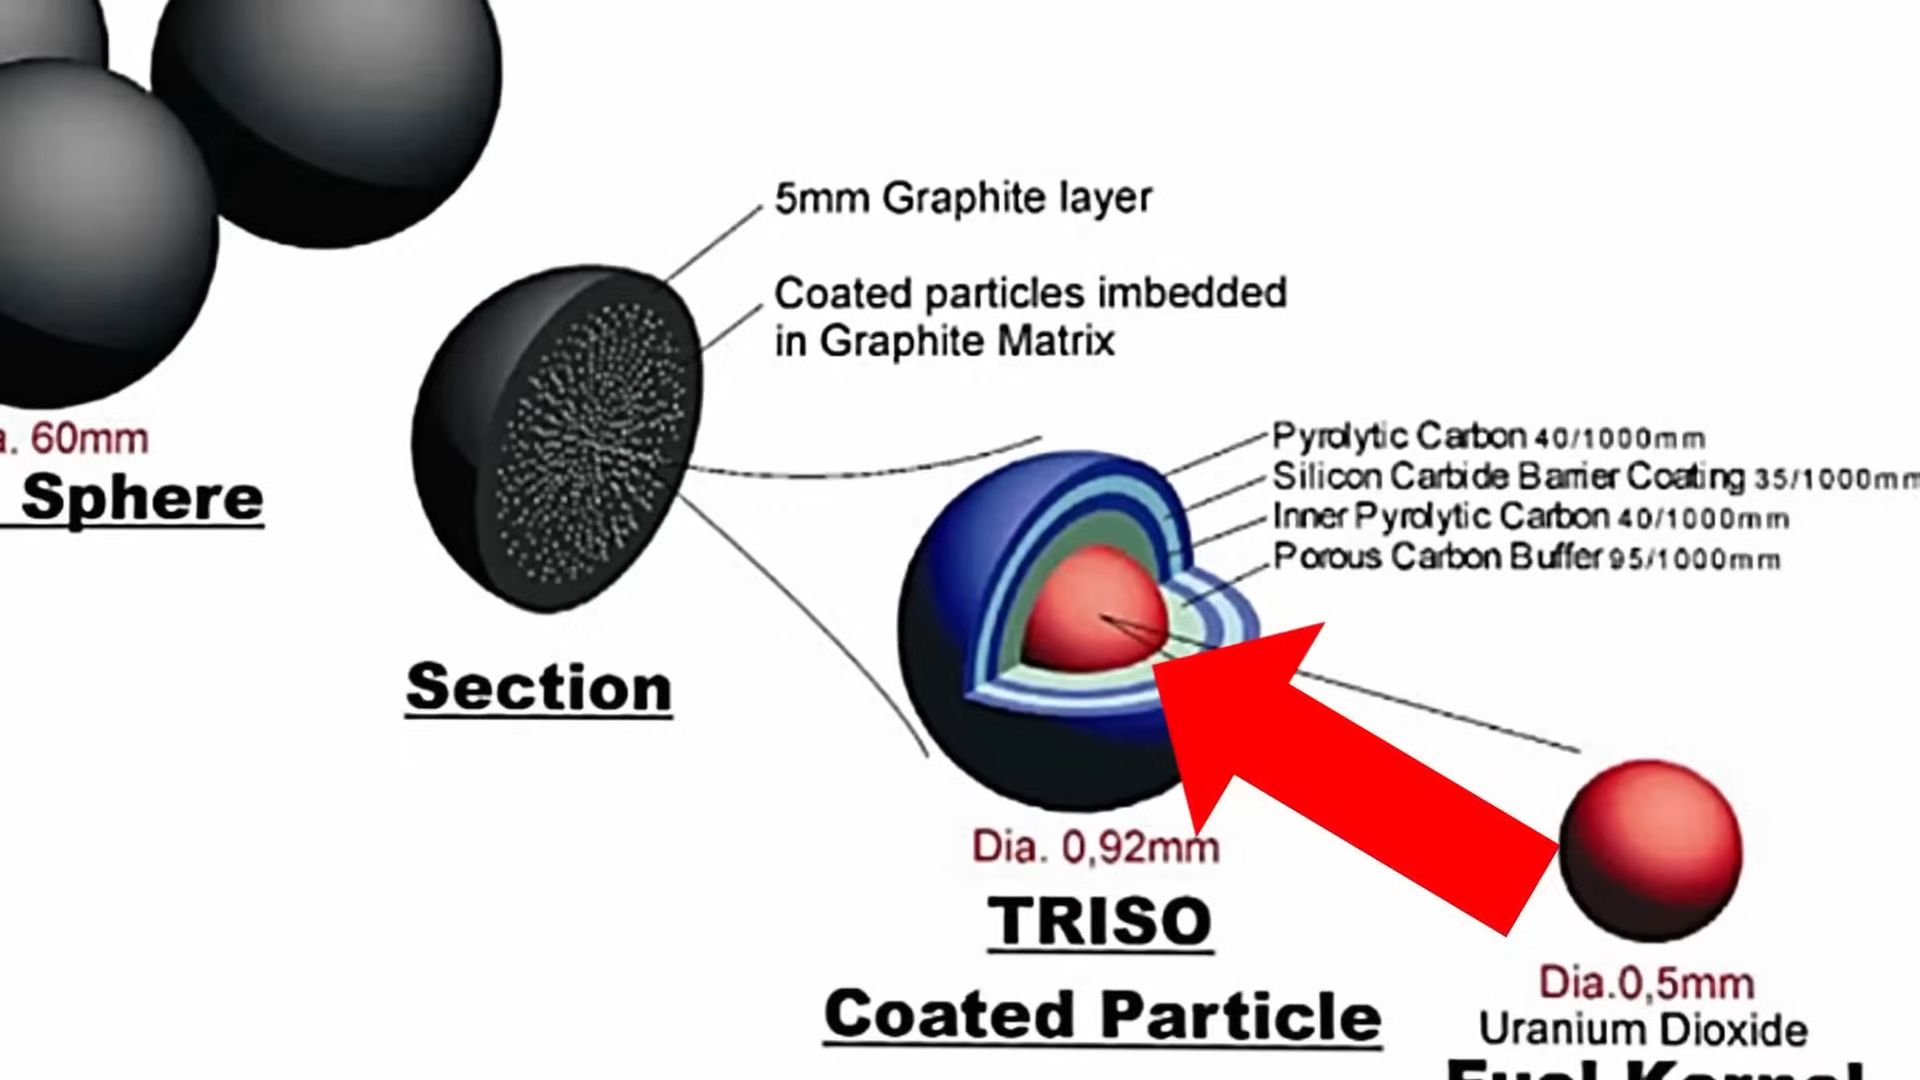 5mm Graphite layer
Coated particles imbedded
in Graphite Matrix
Pyrolytic Carbon 40/1000mm
Silicon Carbide Barrier Coating 35/1000mm
Inner Pyrolytic Carbon 40/1000mm
Porous Carbon Buffer 95/1000mm
60mm
Sphere
Section
Dia. 0,92mm
TRISO
Coated Particle
Dia.0,5mm
Uranium Dioxide
Fuel Kernel